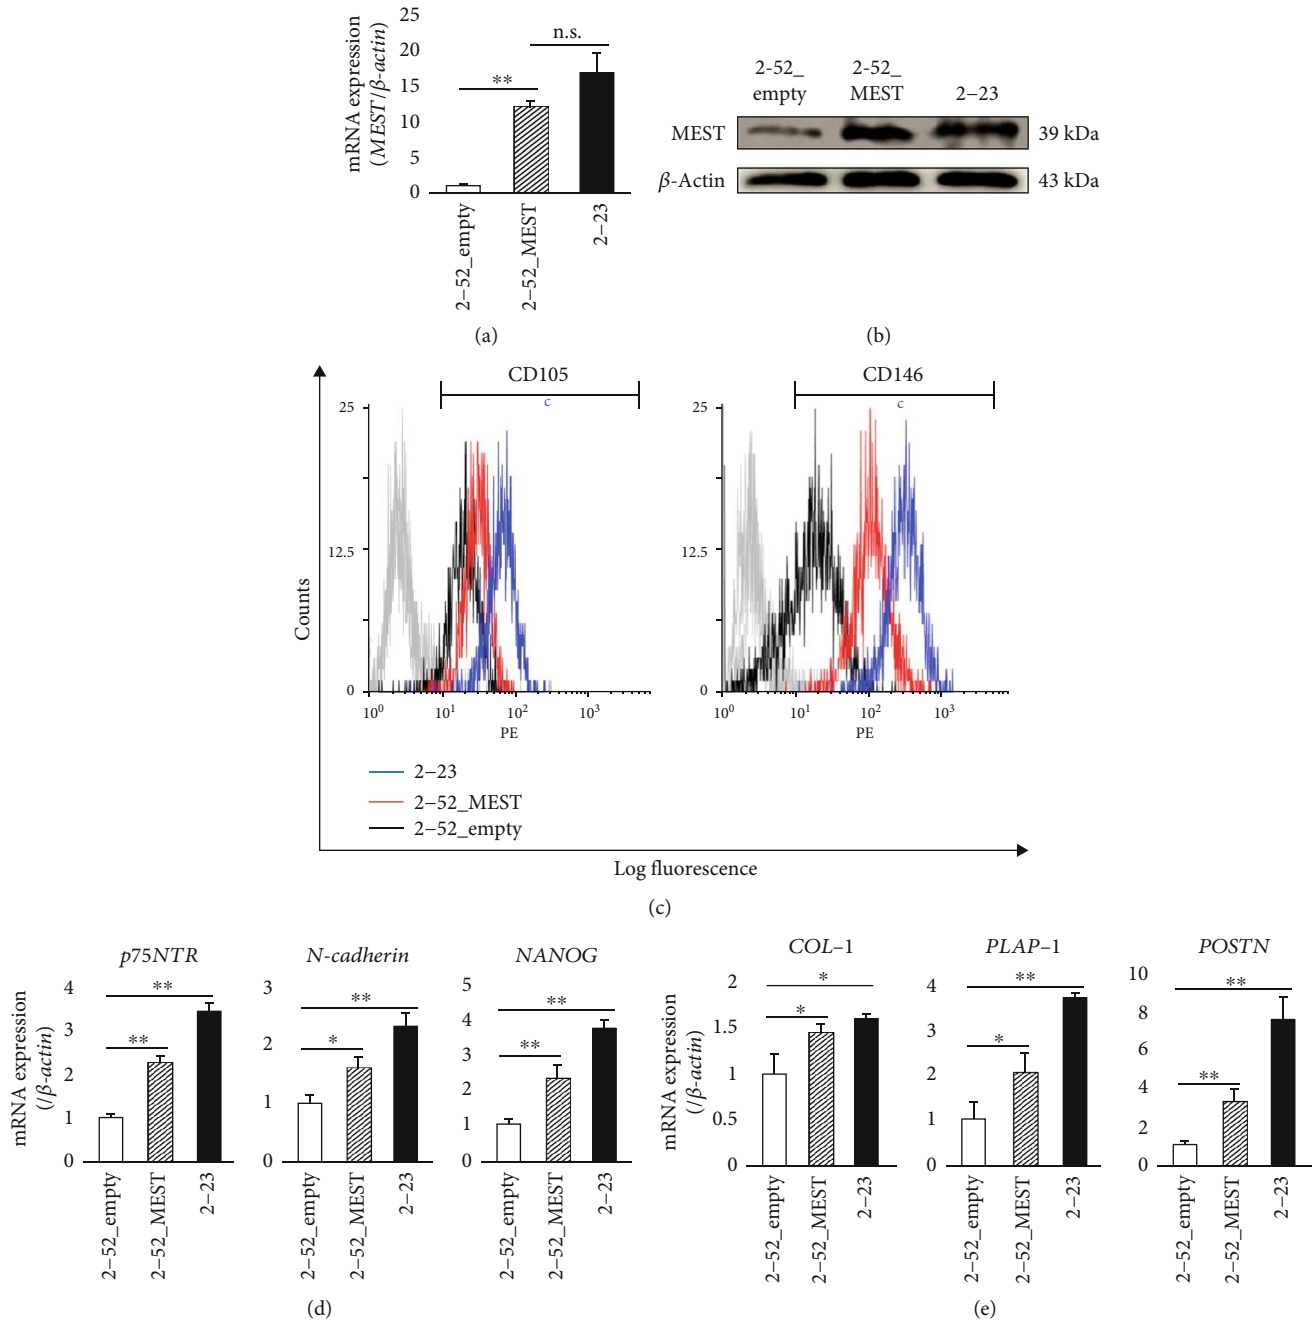 mRNA expression
(MEST/β-actin)
25
20
15
10
5
0
**
n.s.
2−52_empty
2−52_MEST
2−23
(a)
2-52_
empty
2-52_
MEST
2−23
MEST
39 kDa
β-Actin
43 kDa
(b)
Counts
CD105
c
25
12.5
0
10^0
10^1
10^2
10^3
PE
CD146
c
25
12.5
0
10^0
10^1
10^2
10^3
PE
2−23
2−52_MEST
2−52_empty
Log fluorescence
(c)
mRNA expression
(/β-actin)
p75NTR
4
3
2
1
0
**
**
2−52_empty
2−52_MEST
2−23
N-cadherin
3
2
1
0
**
*
2−52_empty
2−52_MEST
2−23
NANOG
5
4
3
2
1
0
**
**
2−52_empty
2−52_MEST
2−23
(d)
mRNA expression
(/β-actin)
COL−1
2
1.5
1
0.5
0
*
*
2−52_empty
2−52_MEST
2−23
PLAP−1
4
3
2
1
0
**
*
2−52_empty
2−52_MEST
2−23
POSTN
10
8
6
4
2
0
**
**
2−52_empty
2−52_MEST
2−23
(e)